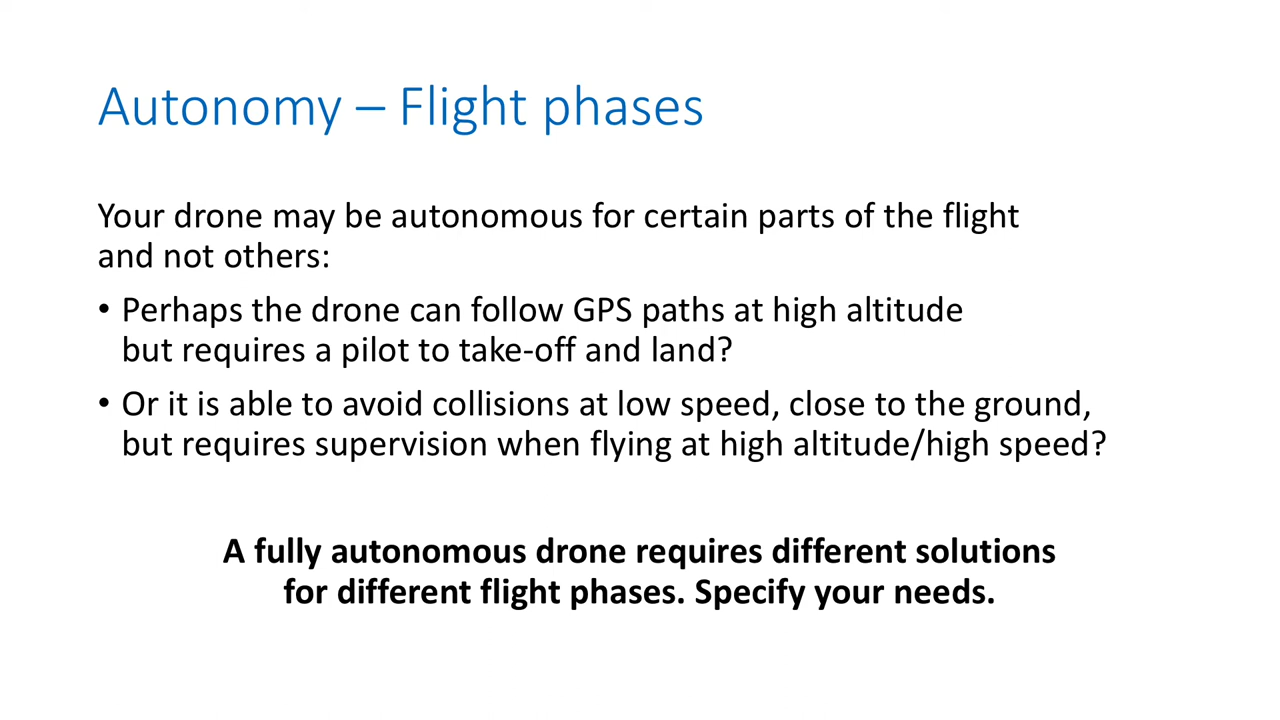 Autonomy – Flight phases
Your drone may be autonomous for certain parts of the flight
and not others:
• Perhaps the drone can follow GPS paths at high altitude
but requires a pilot to take-off and land?
• Or it is able to avoid collisions at low speed, close to the ground,
but requires supervision when flying at high altitude/high speed?
A fully autonomous drone requires different solutions
for different flight phases. Specify your needs.